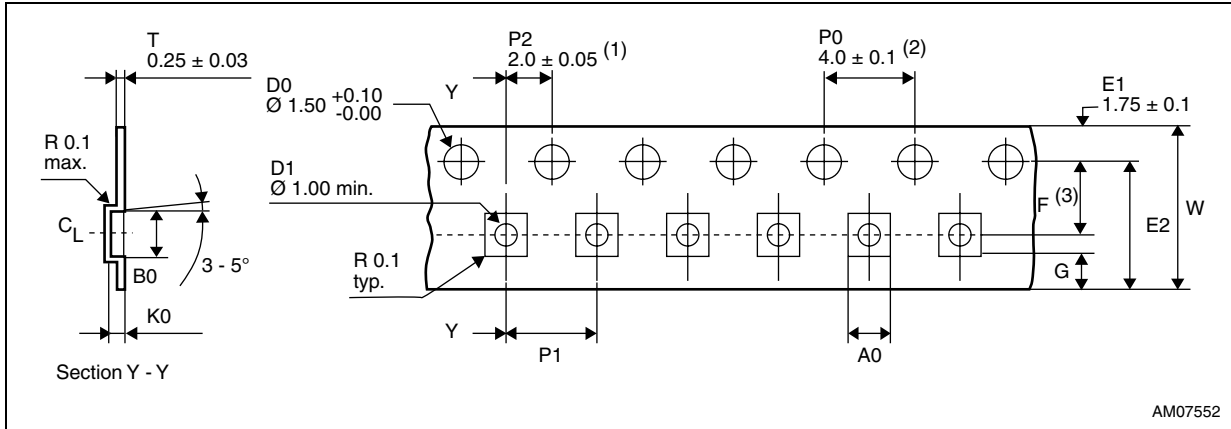 T
0.25 ± 0.03
R 0.1
max.
CL
B0
3 - 5°
K0
Section Y - Y
P2
2.0 ± 0.05 (1)
P0
4.0 ± 0.1 (2)
D0
Ø 1.50 +0.10
-0.00
Y
E1
1.75 ± 0.1
D1
Ø 1.00 min.
F (3)
E2
W
R 0.1
typ.
G
Y
P1
A0
AM07552